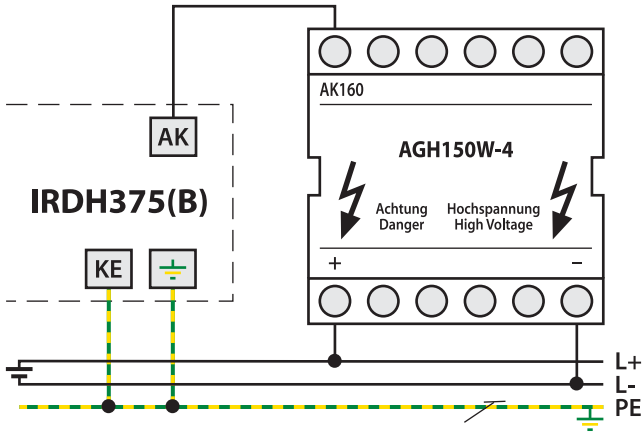 AK160
AK
AGH150W-4
IRDH375(B)
Achtung Hochspannung
Danger High Voltage
KE
+ −
L+
L-
PE